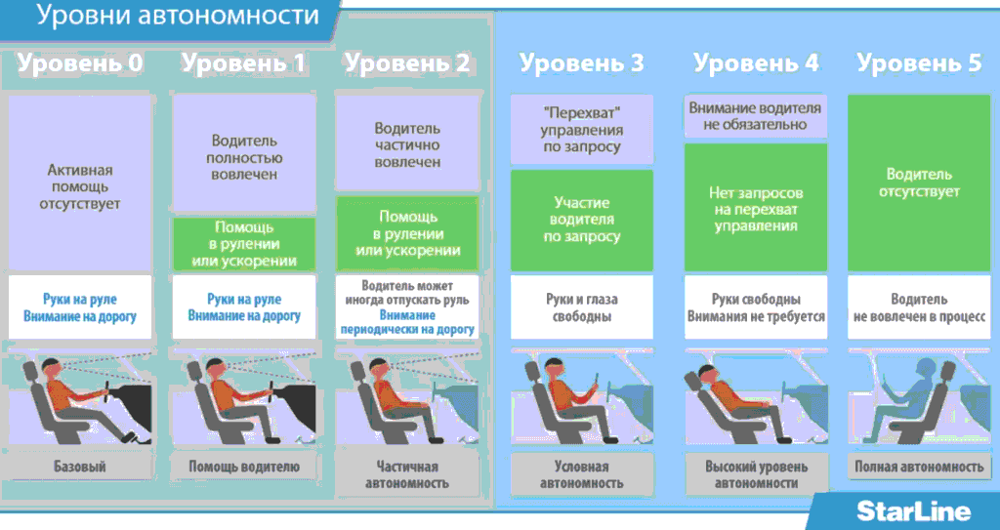 Уровни автономности
Уровень 0
Уровень 1
Уровень 2
Уровень 3
Уровень 4
Уровень 5
Активная
помощь
отсутствует
Водитель
полностью
вовлечен
Помощь
в рулении
или ускорении
Водитель
частично
вовлечен
Помощь
в рулении
или ускорении
"Перехват"
управления
по запросу
Участие
водителя
по запросу
Внимание водителя
не обязательно
Нет запросов
на перехват
управления
Водитель
отсутствует
Руки на руле
Внимание на дорогу
Руки на руле
Внимание на дорогу
Водитель может
иногда отпускать руль
Внимание
периодически на дорогу
Руки и глаза
свободны
Руки свободны
Внимания не требуется
Водитель
не вовлечен в процесс
Базовый
Помощь водителю
Частичная
автономность
Условная
автономность
Высокий уровень
автономности
Полная автономность
StarLine